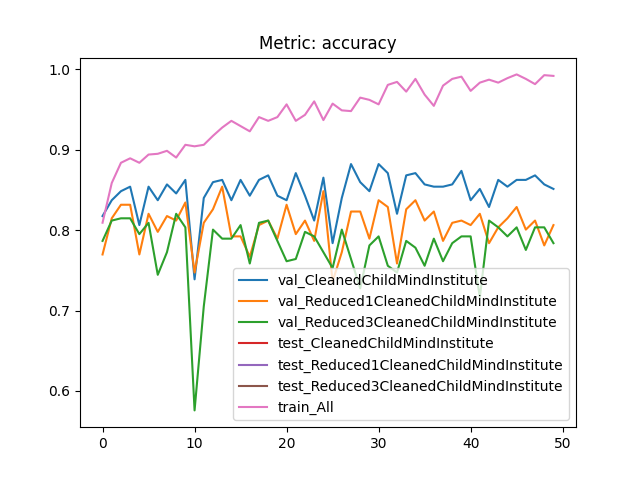 Metric: accuracy
1.0
0.9
0.8
0.7
0.6
0
10
20
30
40
50
val_CleanedChildMindInstitute
val_Reduced1CleanedChildMindInstitute
val_Reduced3CleanedChildMindInstitute
test_CleanedChildMindInstitute
test_Reduced1CleanedChildMindInstitute
test_Reduced3CleanedChildMindInstitute
train_All